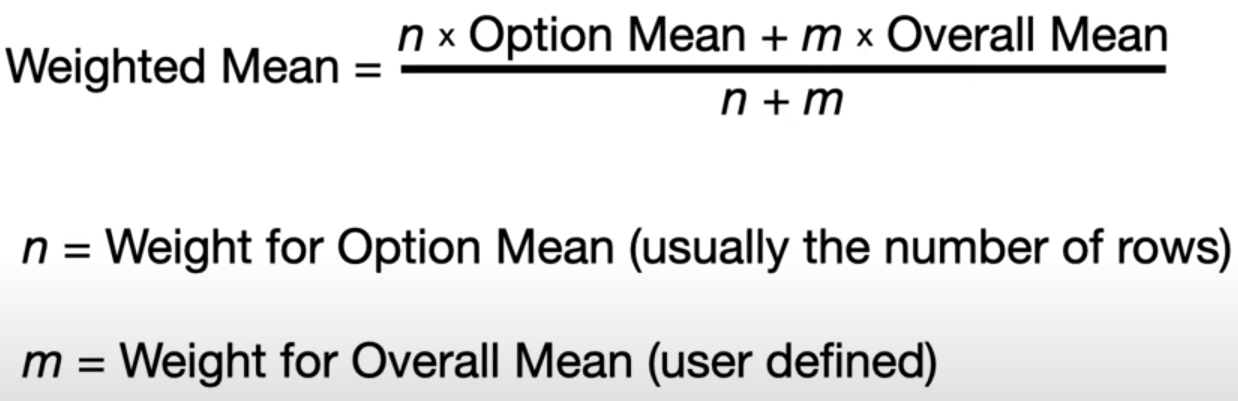 Weighted Mean = n x Option Mean + m x Overall Mean
n + m
n = Weight for Option Mean (usually the number of rows)
m = Weight for Overall Mean (user defined)